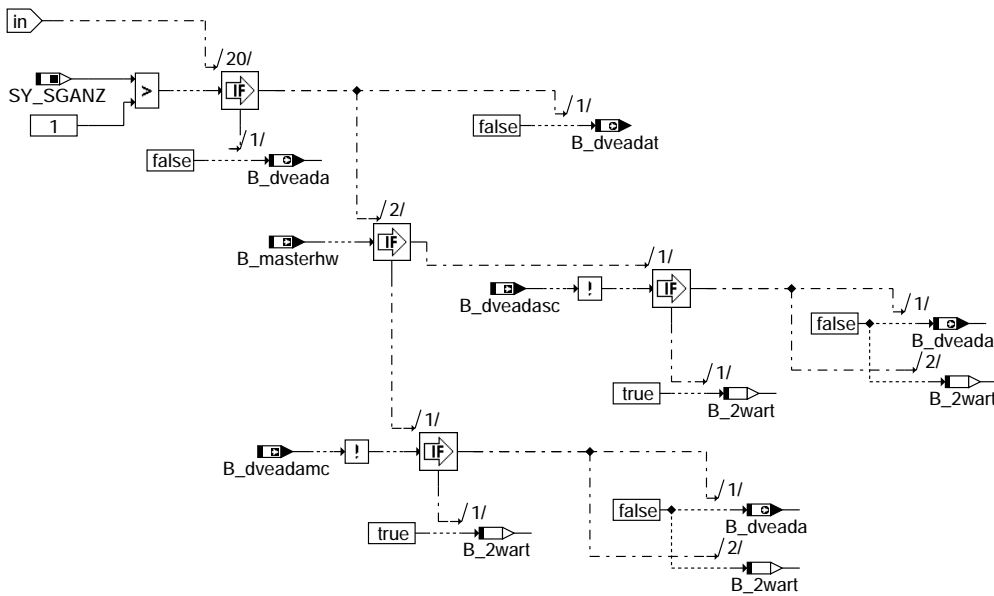 in
/20/
SY_SGANZ
>
IF
1
/1/
false
B_dveadat
/1/
false
B_dveada
/2/
IF
B_masterhw
/1/
IF
B_dveadasc
!
/1/
false
B_dveada
/2/
B_2wart
/1/
true
B_2wart
/1/
IF
B_dveadamc
!
/1/
false
B_dveada
/1/
true
B_2wart
/2/
B_2wart